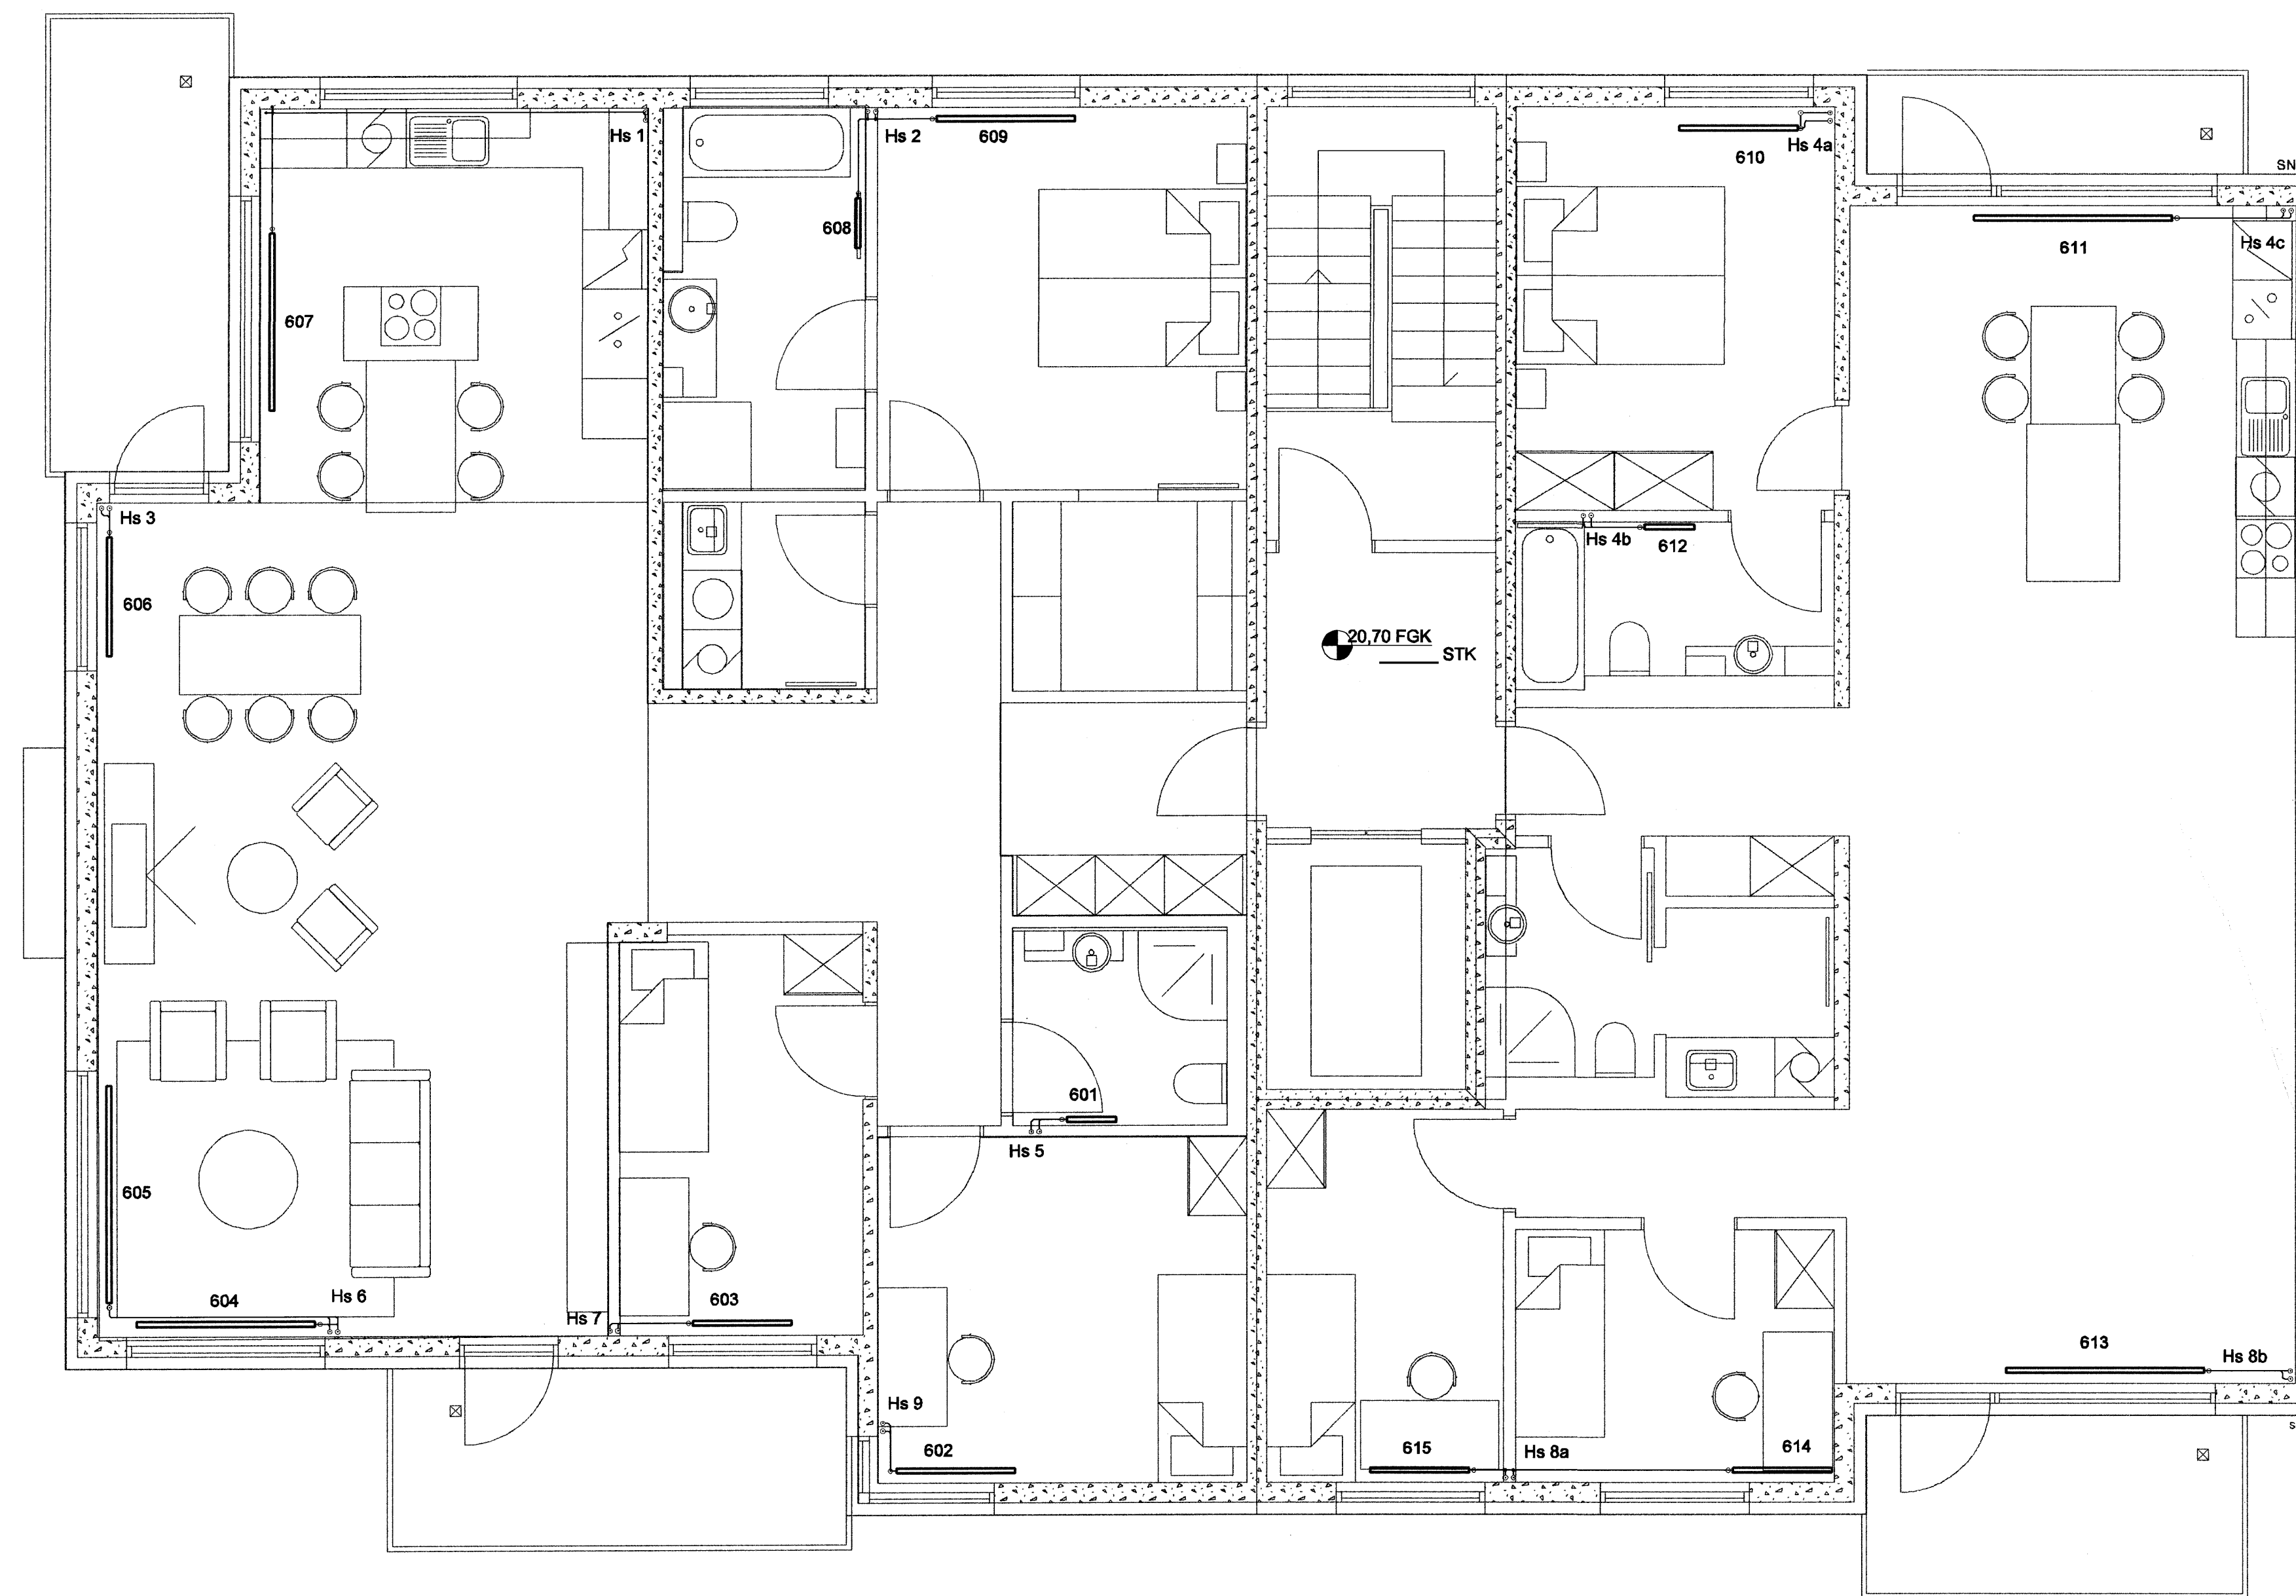 Hs 1
Hs 2
609
610
Hs 4a
SN
608
611
Hs 4c
607
Hs 3
Hs 4b
612
606
20,70 FGK
STK
601
Hs 5
605
604
Hs 6
Hs 7
603
613
Hs 8b
Hs 9
602
615
Hs 8a
614
S